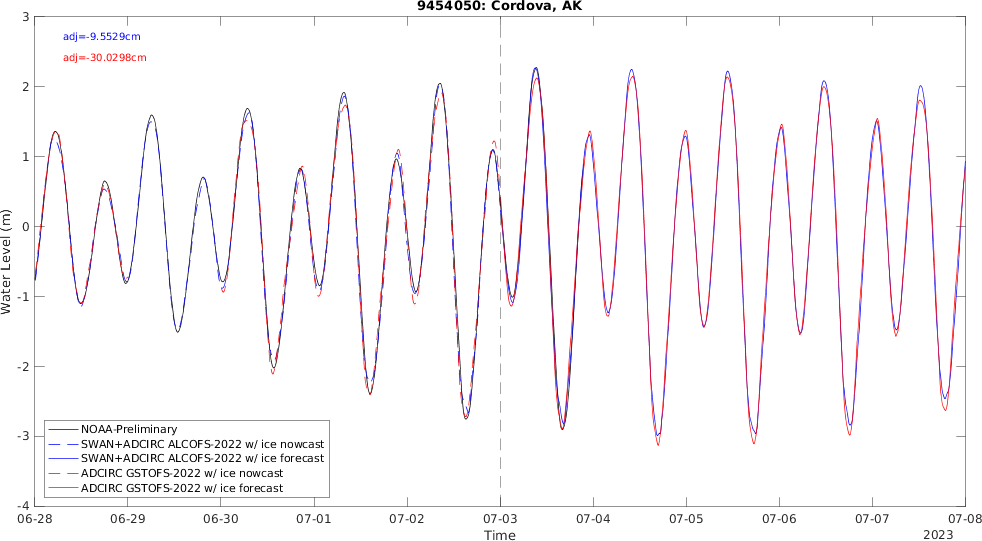 9454050: Cordova, AK
adj=-9.5529cm
adj=-30.0298cm
3
2
1
0
-1
-2
-3
-4
Water Level (m)
NOAA-Preliminary
SWAN+ADCIRC ALCOFS-2022 w/ ice nowcast
SWAN+ADCIRC ALCOFS-2022 w/ ice forecast
ADCIRC GSTOFS-2022 w/ ice nowcast
ADCIRC GSTOFS-2022 w/ ice forecast
06-28 06-29 06-30 07-01 07-02 07-03 07-04 07-05 07-06 07-07 07-08
Time
2023